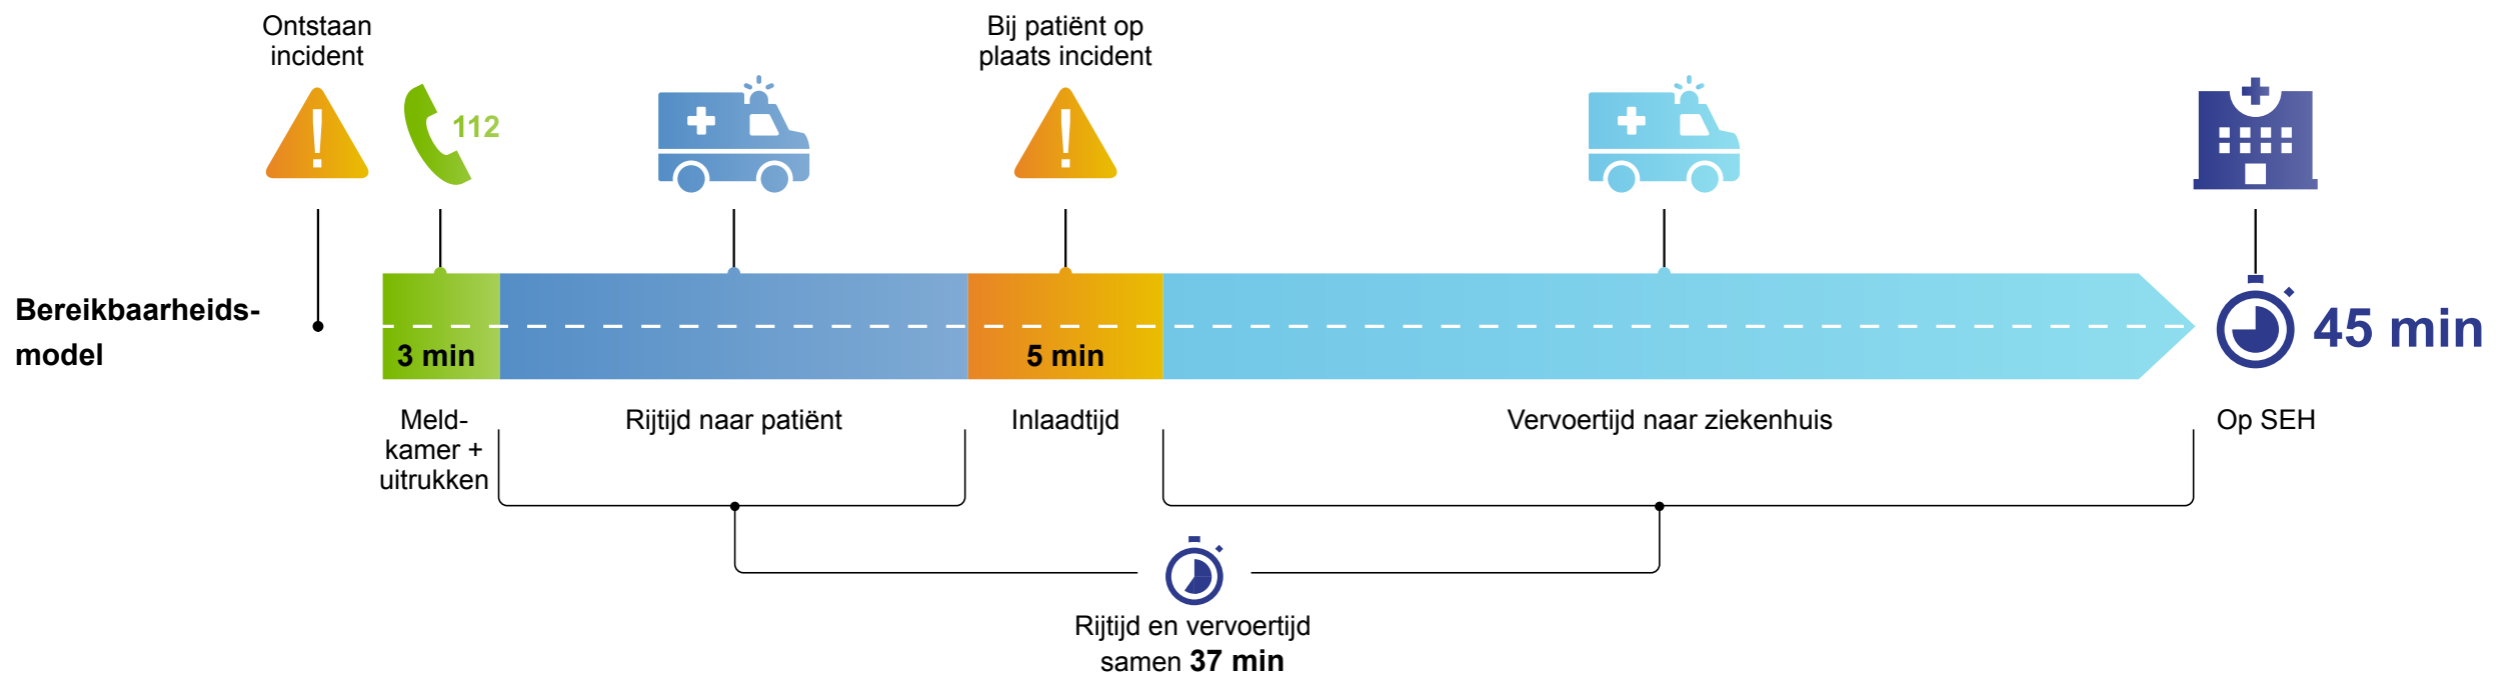 Ontstaan
incident
112
Bij patiënt op
plaats incident
Bereikbaarheids-
model
3 min
5 min
45 min
Meld-
kamer +
uitrukken
Rijtijd naar patiënt
Inlaadtijd
Vervoertijd naar ziekenhuis
Op SEH
Rijtijd en vervoertijd
samen 37 min